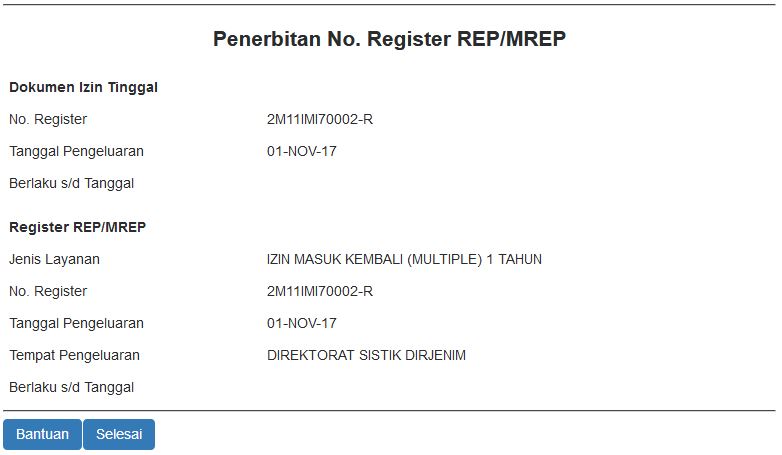 Penerbitan No. Register REP/MREP
Dokumen Izin Tinggal
No. Register 2M11IMI70002-R
Tanggal Pengeluaran 01-NOV-17
Berlaku s/d Tanggal
Register REP/MREP
Jenis Layanan IZIN MASUK KEMBALI (MULTIPLE) 1 TAHUN
No. Register 2M11IMI70002-R
Tanggal Pengeluaran 01-NOV-17
Tempat Pengeluaran DIREKTORAT SISTIK DIRJENIM
Berlaku s/d Tanggal
Bantuan Selesai